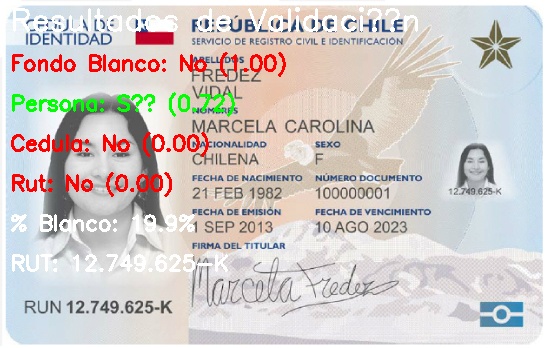 Resultados de Validaci??n
CÉDULA DE
IDENTIDAD
REPÚBLICA DE CHILE
SERVICIO DE REGISTRO CIVIL E IDENTIFICACIÓN
Fondo Blanco: No (1.00)
APELLIDOS
FREDEZ
VIDAL
Persona: S?? (0.72)
NOMBRES
MARCELA CAROLINA
Cedula: No (0.00)
NACIONALIDAD SEXO
CHILENA F
Rut: No (0.00)
FECHA DE NACIMIENTO NÚMERO DOCUMENTO
21 FEB 1982 100000001
12.749.625-K
% Blanco: 19.9%
FECHA DE EMISIÓN FECHA DE VENCIMIENTO
1 SEP 2013 10 AGO 2023
FIRMA DEL TITULAR
RUT: 12.749.625-K
Marcela Fredez
RUN 12.749.625-K